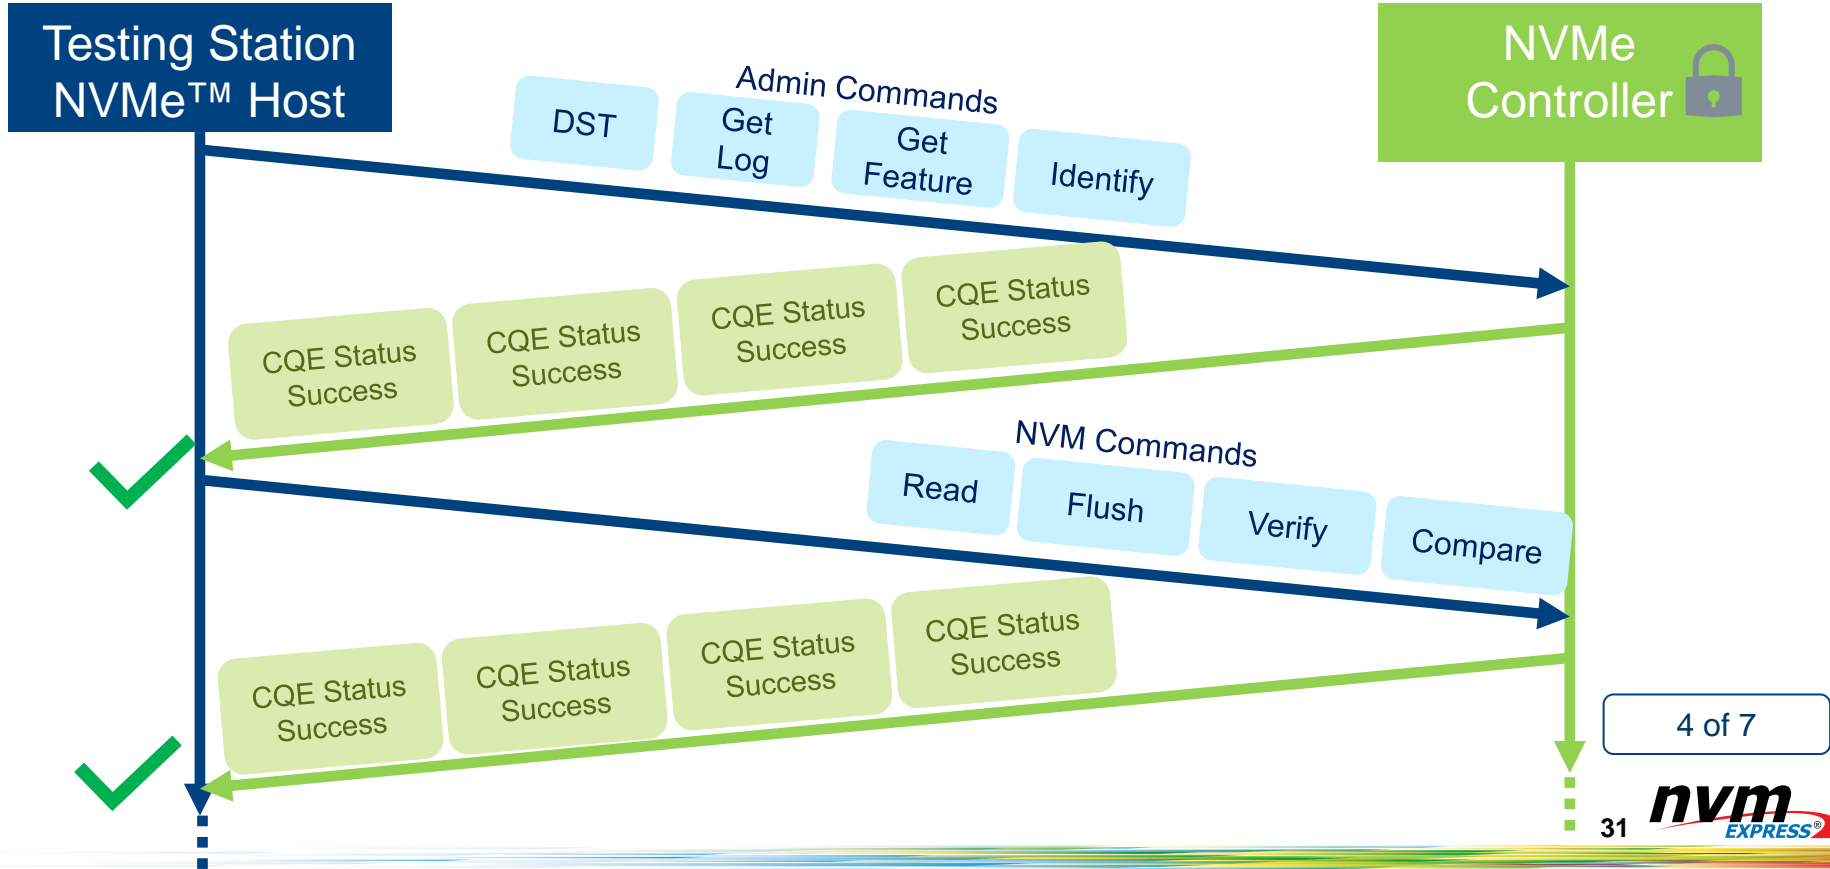 Testing Station
NVMe™ Host
NVMe
Controller
Admin Commands
DST
Get
Log
Get
Feature
Identify
CQE Status
Success
CQE Status
Success
CQE Status
Success
CQE Status
Success
NVM Commands
Read
Flush
Verify
Compare
CQE Status
Success
CQE Status
Success
CQE Status
Success
CQE Status
Success
4 of 7
31
nvm
EXPRESS®